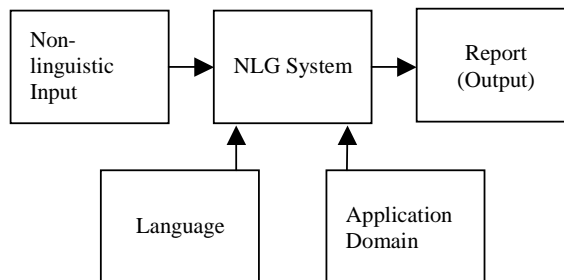 Non-
linguistic
Input
NLG System
Report
(Output)
Language
Application
Domain